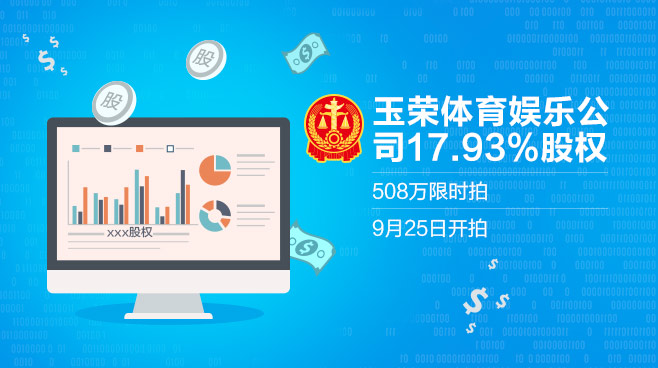 股
股
玉荣体育娱乐公
司17.93%股权
508万限时拍
9月25日开拍
xxx股权